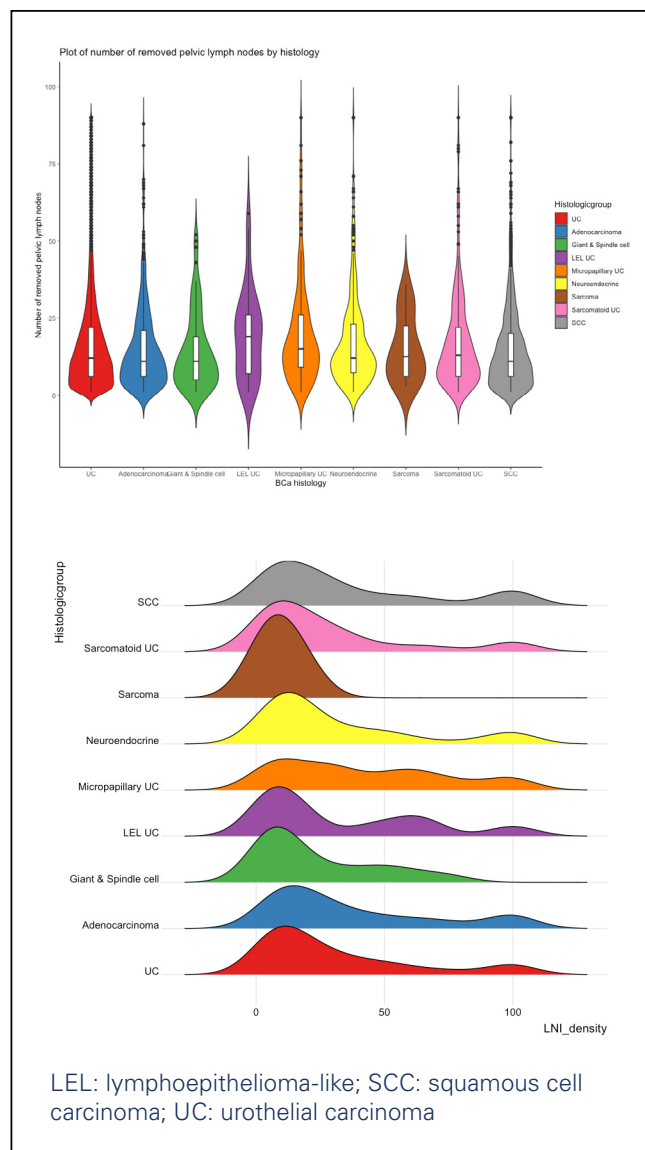 Plot of number of removed pelvic lymph nodes by histology
100
75
50
25
0
Number of removed pelvic lymph nodes
UC
Adenocarcinoma
Giant & Spindle cell
LEL UC
Micropapillary UC
Neuroendocrine
Sarcoma
Sarcomatoid UC
SCC
BCa histology
Histologicgroup
UC
Adenocarcinoma
Giant & Spindle cell
LEL UC
Micropapillary UC
Neuroendocrine
Sarcoma
Sarcomatoid UC
SCC
Histologicgroup
SCC
Sarcomatoid UC
Sarcoma
Neuroendocrine
Micropapillary UC
LEL UC
Giant & Spindle cell
Adenocarcinoma
UC
0
50
100
LNI_density
LEL: lymphoepithelioma-like; SCC: squamous cell
carcinoma; UC: urothelial carcinoma